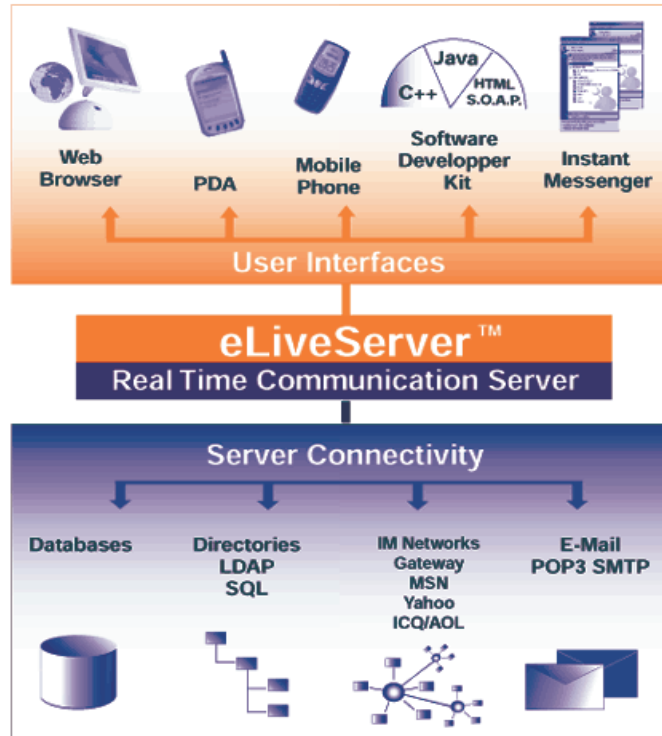 C++
Java
HTML
S.O.A.P.
Web
Browser
PDA
Mobile
Phone
Software
Developper
Kit
Instant
Messenger
User Interfaces
eLiveServer™
Real Time Communication Server
Server Connectivity
Databases
Directories
LDAP
SQL
IM Networks
Gateway
MSN
Yahoo
ICQ/AOL
E-Mail
POP3 SMTP